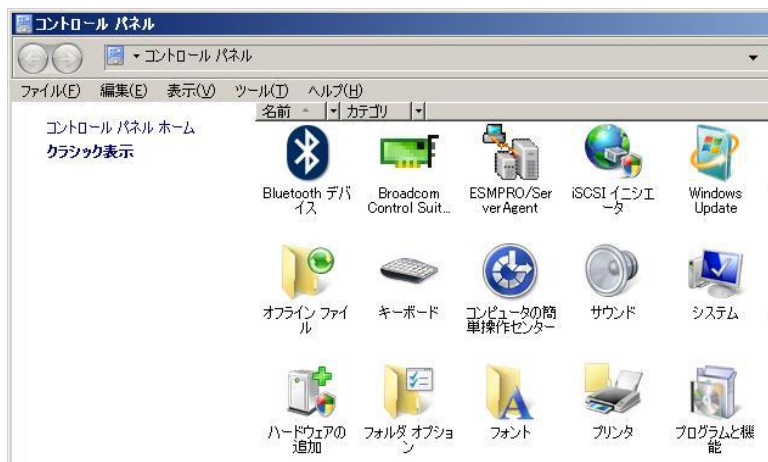 コントロール パネル
コントロール パネル
ファイル(F) 編集(E) 表示(V) ツール(T) ヘルプ(H)
名前 カテゴリ
コントロール パネル ホーム
クラシック表示
Bluetooth デバイス
Broadcom Control Suit...
ESMPRO/ServerAgent
iSCSI イニシエータ
Windows Update
オフライン ファイル
キーボード
コンピュータの簡単操作センター
サウンド
システム
ハードウェアの追加
フォルダ オプション
フォント
プリンタ
プログラムと機能